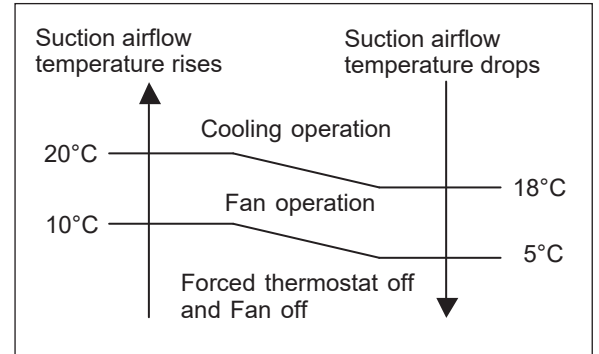 Suction airflow
temperature rises
Suction airflow
temperature drops
Cooling operation
20°C
18°C
Fan operation
10°C
5°C
Forced thermostat off
and Fan off